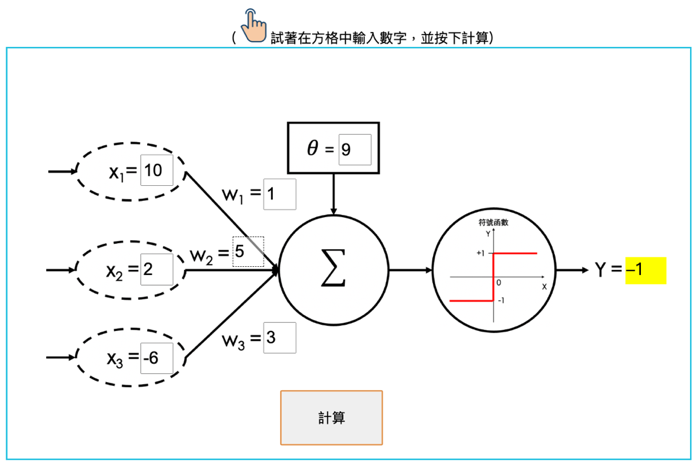 ( 試著在方格中輸入數字，並按下計算)
θ = 9
x₁= 10
w₁ = 1
符號函數
Y
+1
w₂ = 5
x₂ = 2
Σ
0
X
Y = –1
-1
w₃ = 3
x₃ = -6
計算